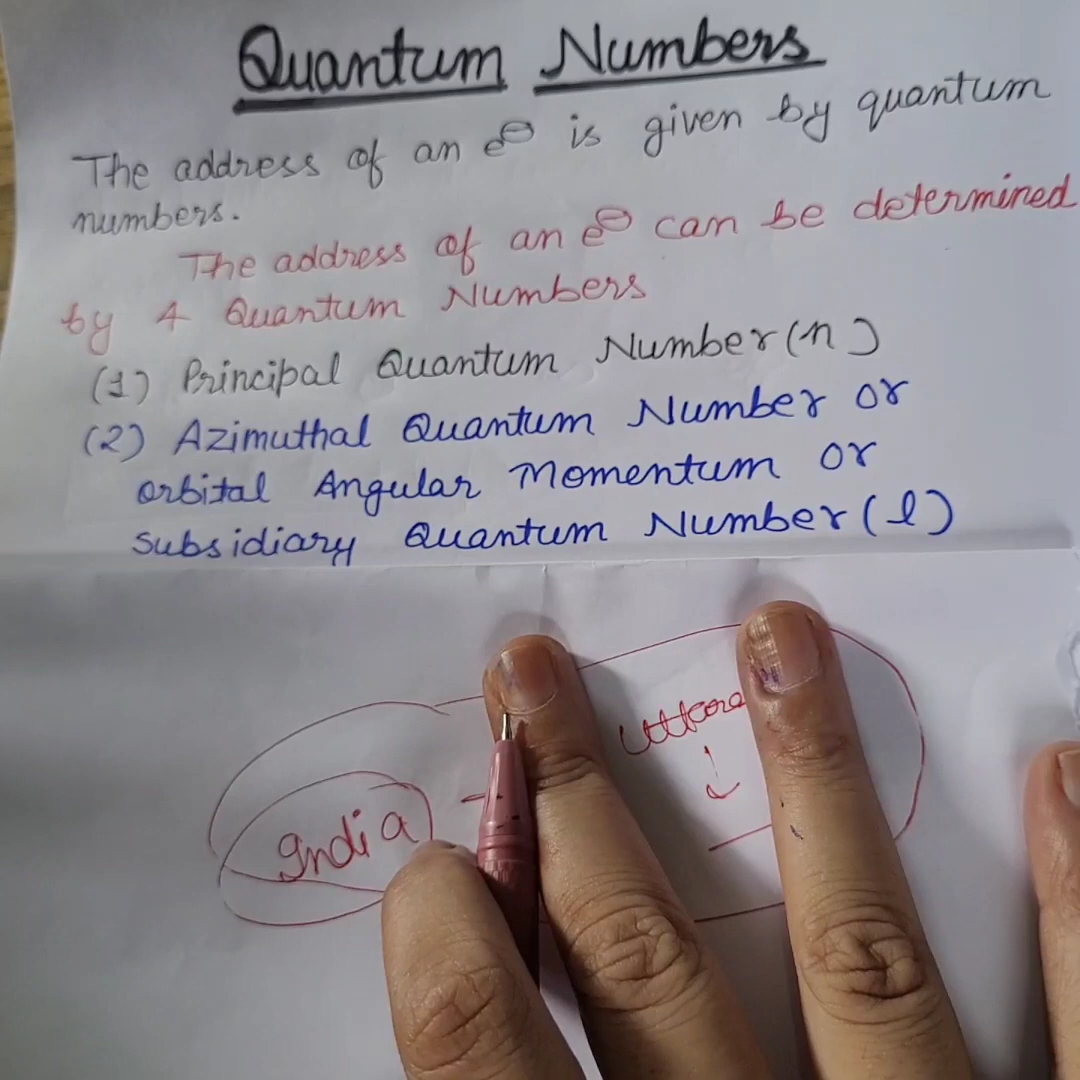 Quantum Numbers
The address of an e⊖ is given by quantum
numbers.
The address of an e⊖ can be determined
by 4 Quantum Numbers
(1) Principal Quantum Number(n)
(2) Azimuthal Quantum Number or
orbital Angular Momentum or
subsidiary Quantum Number(l)
India